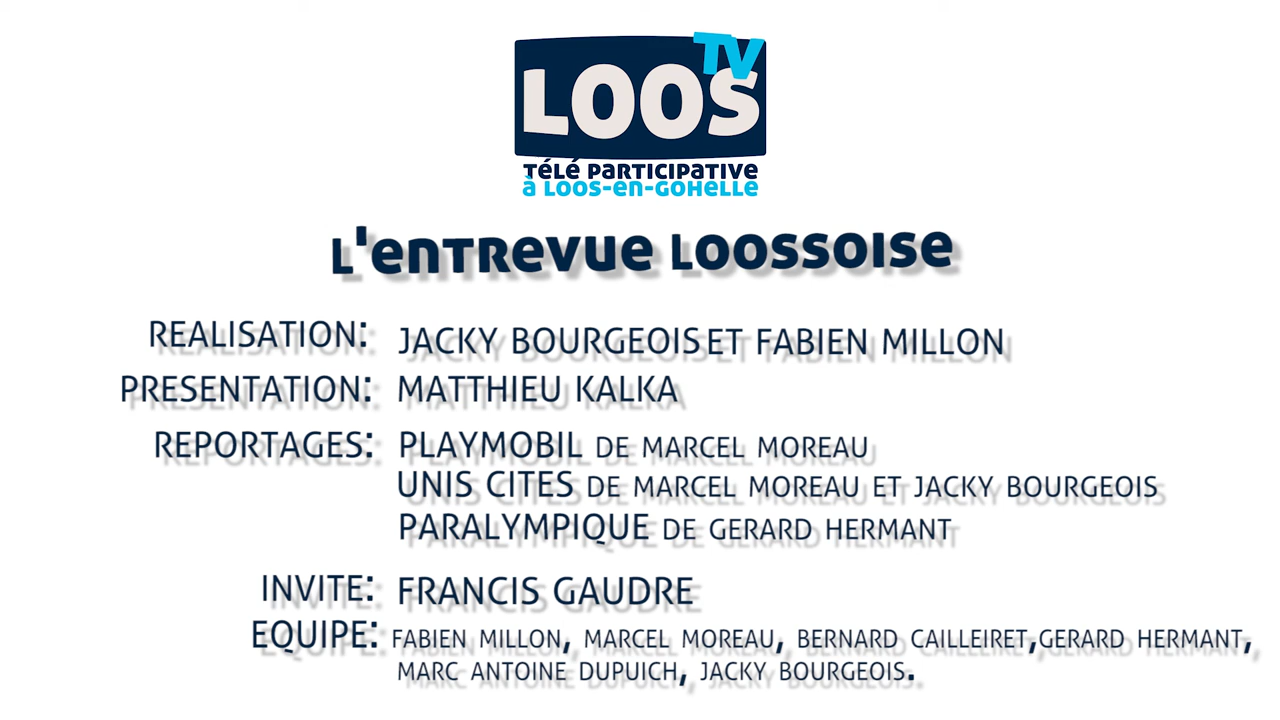 TV
LOOS
TÉLÉ PARTICIPATIVE
à LOOS-en-GOHELLE
L'entrevue Loossoise
REALISATION: JACKY BOURGEOIS ET FABIEN MILLON
PRESENTATION: MATTHIEU KALKA
REPORTAGES: PLAYMOBIL DE MARCEL MOREAU
UNIS CITES DE MARCEL MOREAU ET JACKY BOURGEOIS
PARALYMPIQUE DE GERARD HERMANT
INVITE: FRANCIS GAUDRE
EQUIPE: FABIEN MILLON, MARCEL MOREAU, BERNARD CAILLEIRET,GERARD HERMANT,
MARC ANTOINE DUPUICH, JACKY BOURGEOIS.